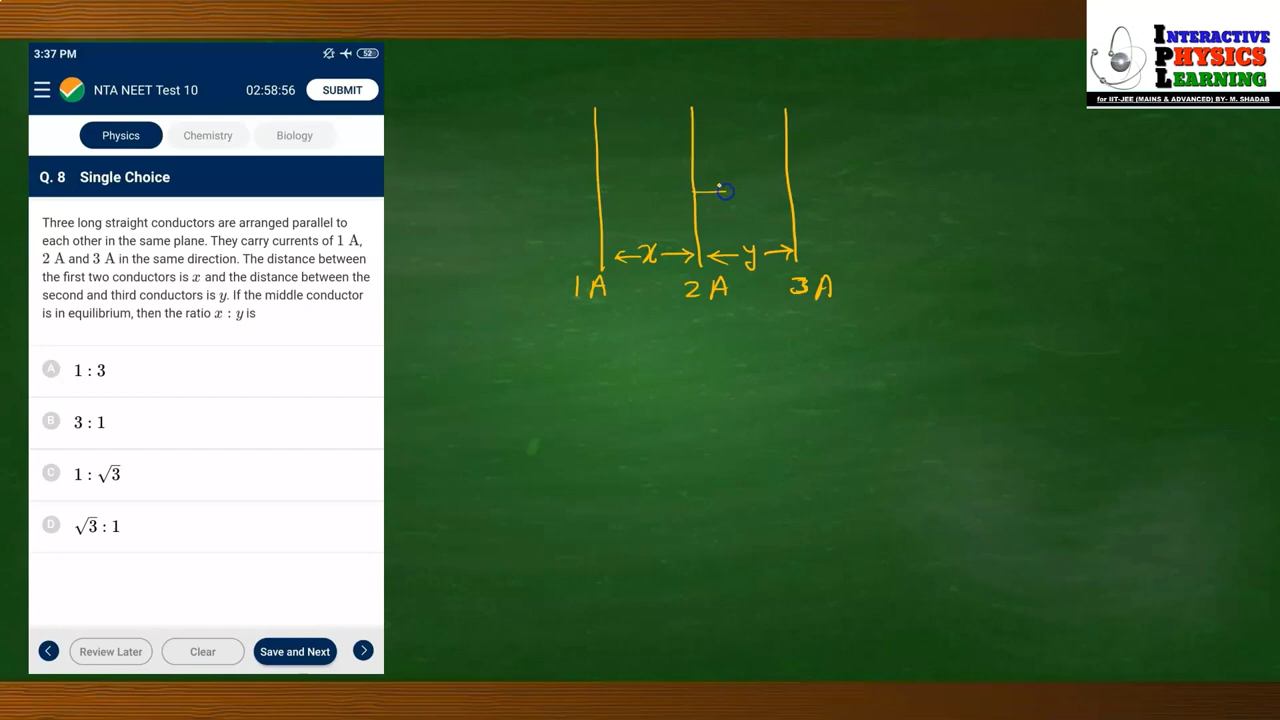 3:37 PM
52
NTA NEET Test 10
02:58:56
SUBMIT
Physics
Chemistry
Biology
Q. 8 Single Choice
Three long straight conductors are arranged parallel to
each other in the same plane. They carry currents of 1 A,
2 A and 3 A in the same direction. The distance between
the first two conductors is x and the distance between the
second and third conductors is y. If the middle conductor
is in equilibrium, then the ratio x : y is
A 1 : 3
B 3 : 1
C 1 : √3
D √3 : 1
Review Later
Clear
Save and Next
x y
1 A 2 A 3 A
INTERACTIVE
PHYSICS
LEARNING
for IIT-JEE (MAINS & ADVANCED) BY- M. SHADAB